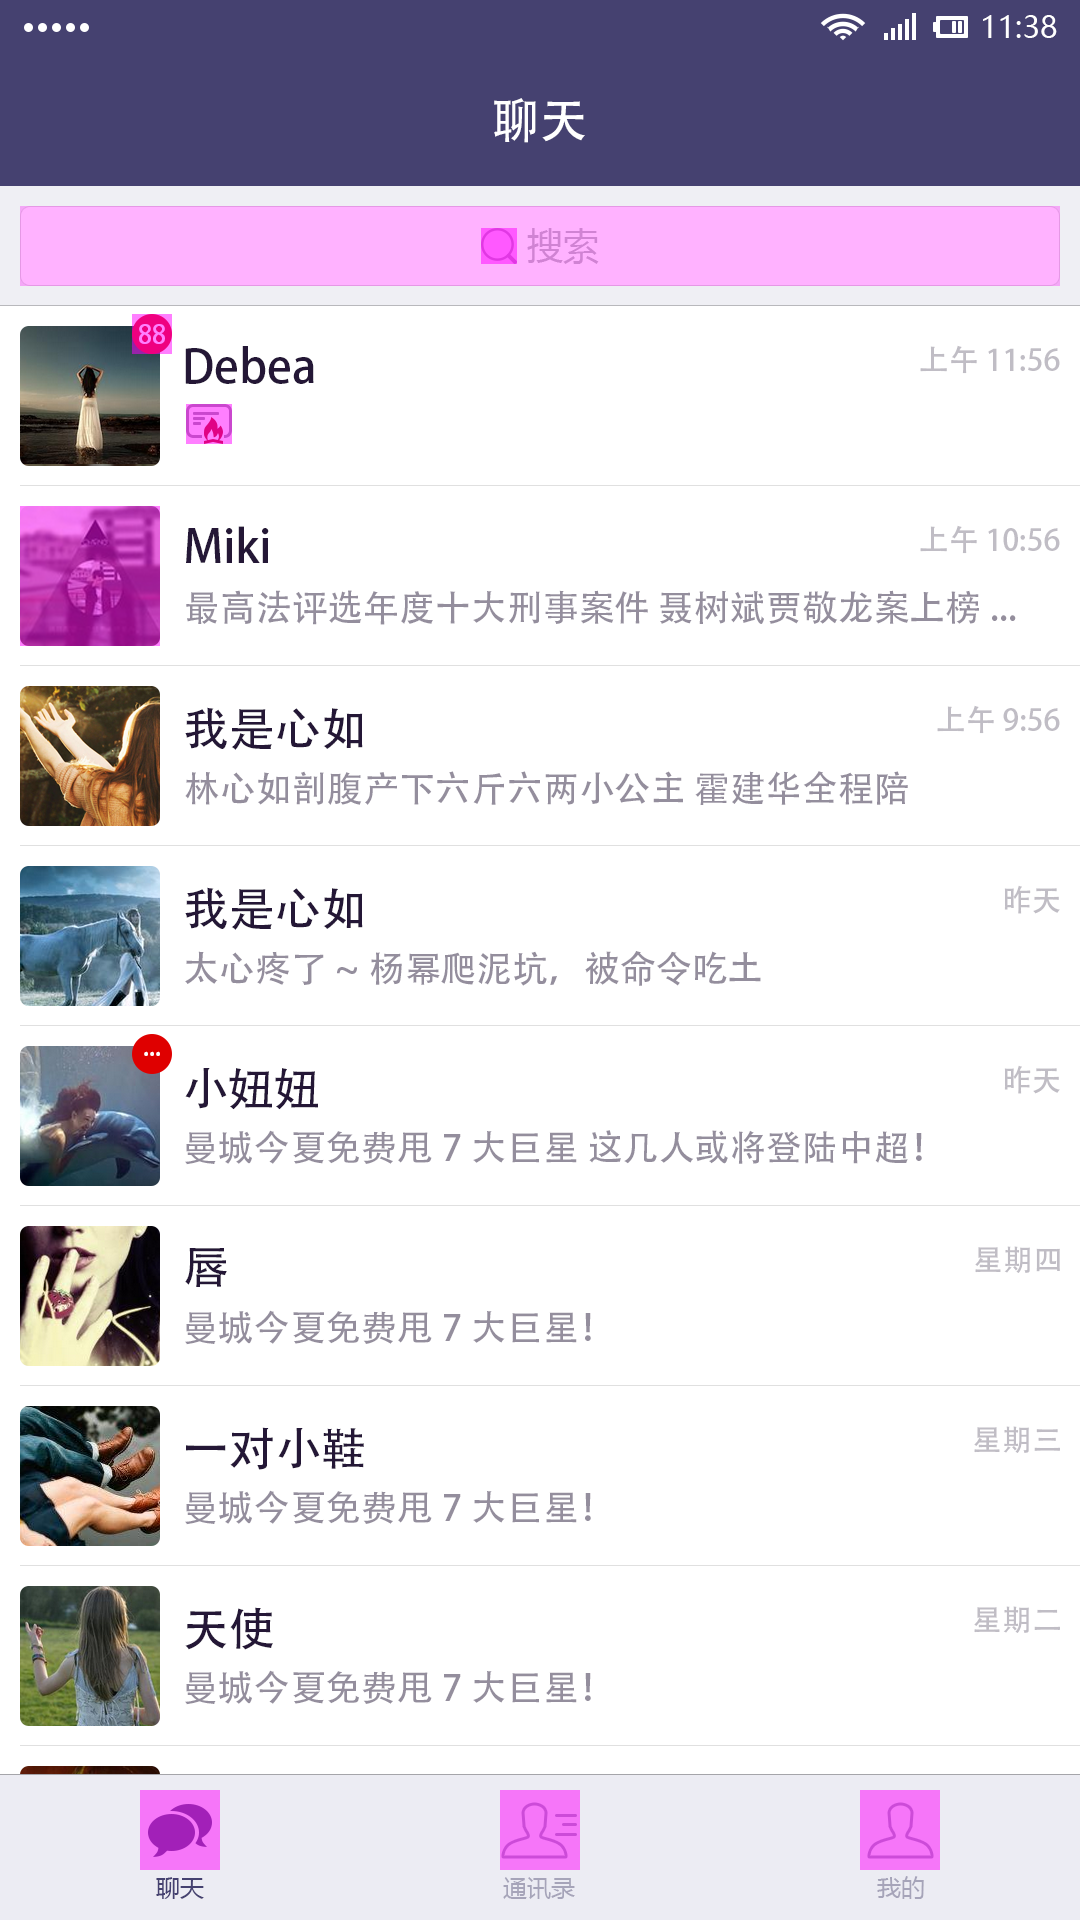 11:38
聊天
搜索
88
Debea
上午 11:56
Miki
上午 10:56
最高法评选年度十大刑事案件 聂树斌贾敬龙案上榜 ...
我是心如
上午 9:56
林心如剖腹产下六斤六两小公主 霍建华全程陪
我是心如
昨天
太心疼了 ~ 杨幂爬泥坑，被命令吃土
小妞妞
昨天
曼城今夏免费甩 7 大巨星 这几人或将登陆中超！
唇
星期四
曼城今夏免费甩 7 大巨星！
一对小鞋
星期三
曼城今夏免费甩 7 大巨星！
天使
星期二
曼城今夏免费甩 7 大巨星！
聊天
通讯录
我的